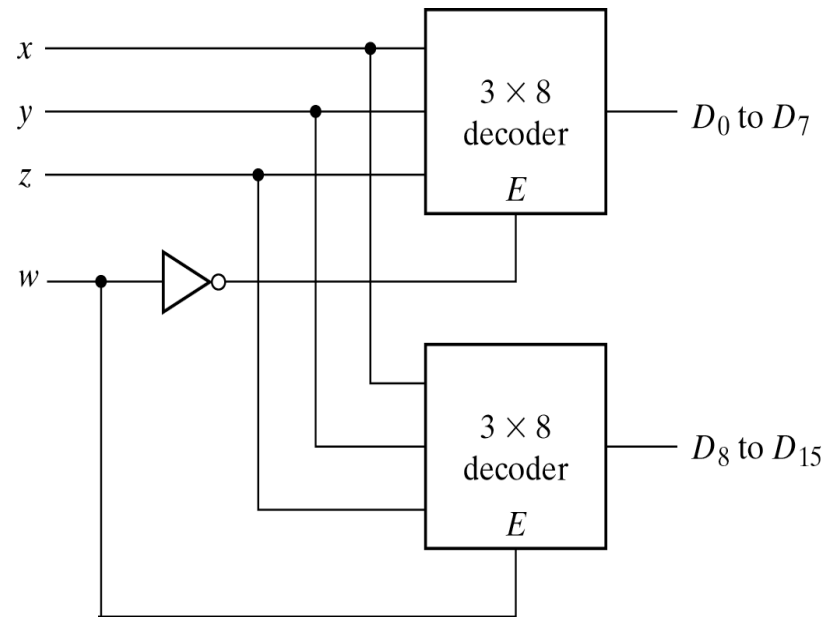 x
y
z
w
3 × 8
decoder
E
D₀ to D₇
3 × 8
decoder
E
D₈ to D₁₅